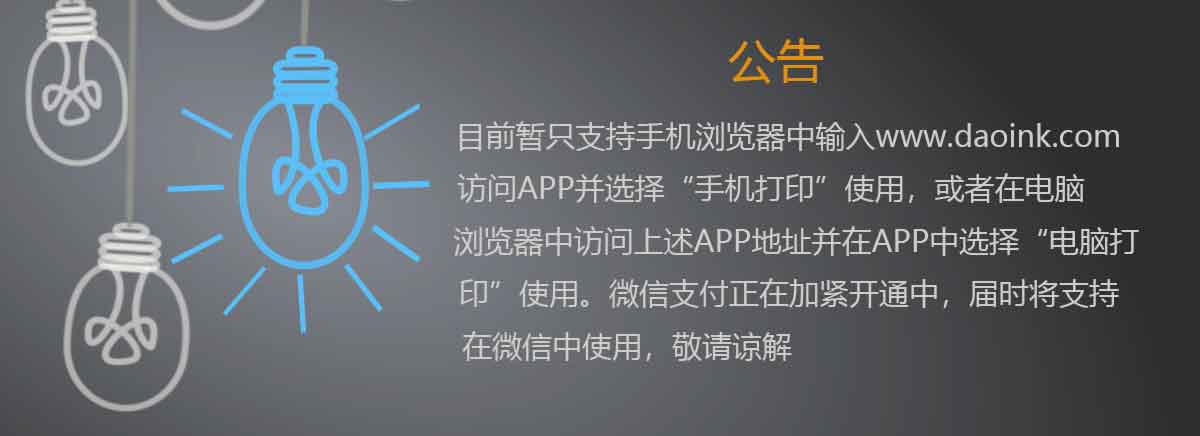 公告
目前暂只支持手机浏览器中输入www.daoink.com
访问APP并选择“手机打印”使用，或者在电脑
浏览器中访问上述APP地址并在APP中选择“电脑打
印”使用。微信支付正在加紧开通中，届时将支持
在微信中使用，敬请谅解